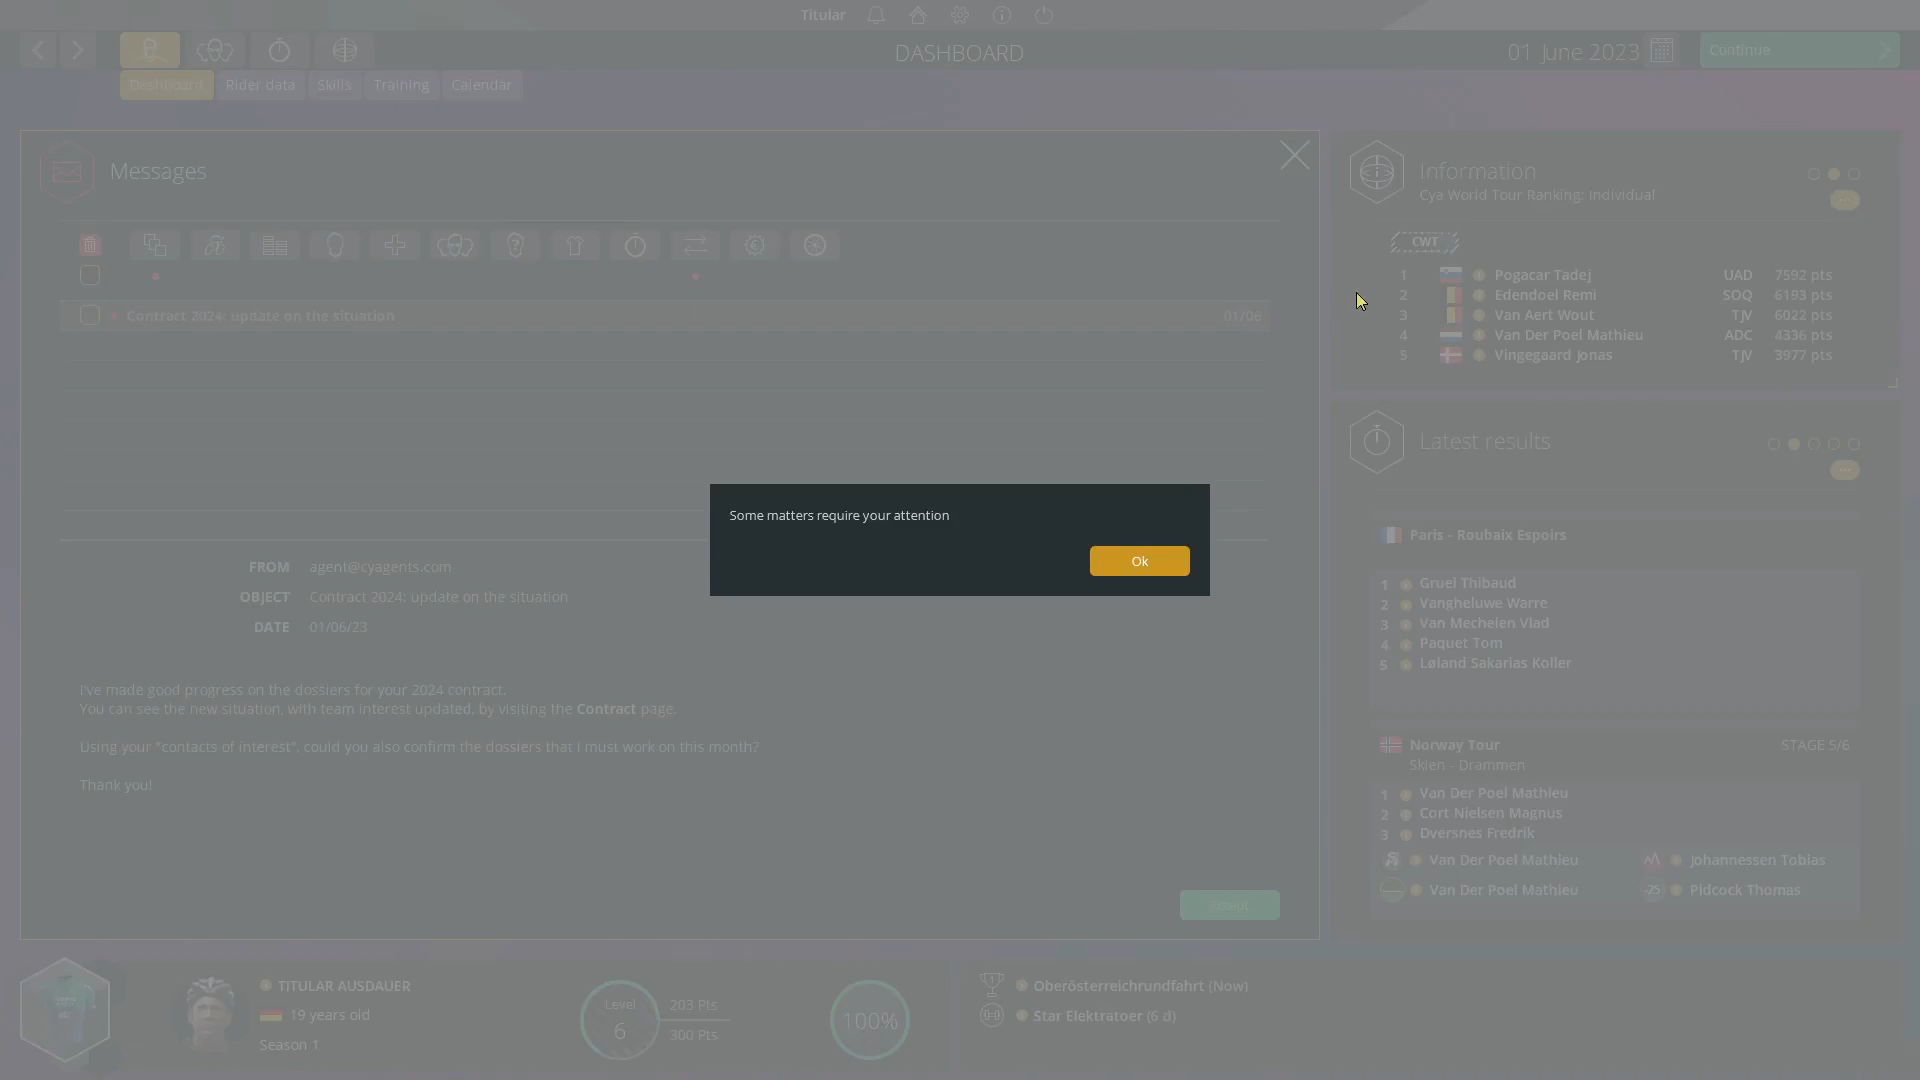 Titular
DASHBOARD
01 June 2023
Continue
Dashboard
Rider data
Skills
Training
Calendar
Messages
Contract 2024: update on the situation
01/06
FROM
agent@cyagents.com
OBJECT
Contract 2024: update on the situation
DATE
01/06/23
I've made good progress on the dossiers for your 2024 contract.
You can see the new situation, with team interest updated, by visiting the Contract page.
Using your "contacts of interest", could you also confirm the dossiers that I must work on this month?
Thank you!
Accept
Some matters require your attention
Ok
Information
Cya World Tour Ranking: Individual
CWT
1 Pogacar Tadej UAD 7592 pts
2 Edendoel Remi SOQ 6193 pts
3 Van Aert Wout TJV 6022 pts
4 Van Der Poel Mathieu ADC 4336 pts
5 Vingegaard Jonas TJV 3977 pts
Latest results
Paris - Roubaix Espoirs
1 Gruel Thibaud
2 Vangheluwe Warre
3 Van Mechelen Vlad
4 Paquet Tom
5 Løland Sakarias Koller
Norway Tour
STAGE 5/6
Skien - Drammen
1 Van Der Poel Mathieu
2 Cort Nielsen Magnus
3 Dversnes Fredrik
Van Der Poel Mathieu
Johannessen Tobias
Van Der Poel Mathieu
-25 Pidcock Thomas
TITULAR AUSDAUER
19 years old
Season 1
Level
6
203 Pts
300 Pts
100%
Oberösterreichrundfahrt (Now)
Star Elektratoer (6 d)